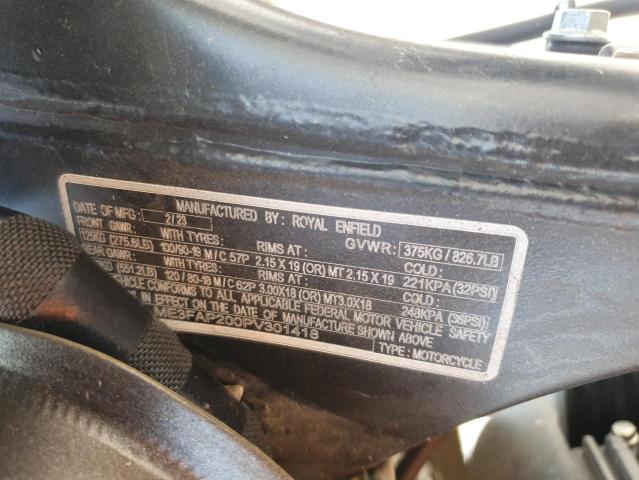 MANUFACTURED BY: ROYAL ENFIELD
DATE OF MFG: 2/23 GVWR: 375KG / 826.7LB
FRONT GAWR: WITH TYRES: RIMS AT: COLD:
(275.5LB) 100/90-19 M/C 57P 2.15 X 19 (OR) MT 2.15 X 19 221KPA (32PSI)
REAR GAWR: WITH TYRES: RIMS AT: COLD:
(551.2LB) 120/80-18 M/C 62P 3.00X18 (OR) MT3.0X18 248KPA (36PSI)
VEHICLE CONFORMS TO ALL APPLICABLE FEDERAL MOTOR VEHICLE SAFETY
IN EFFECT ON THE DATE OF MANUFACTURE SHOWN ABOVE
ME3FAP200PV301418 TYPE: MOTORCYCLE